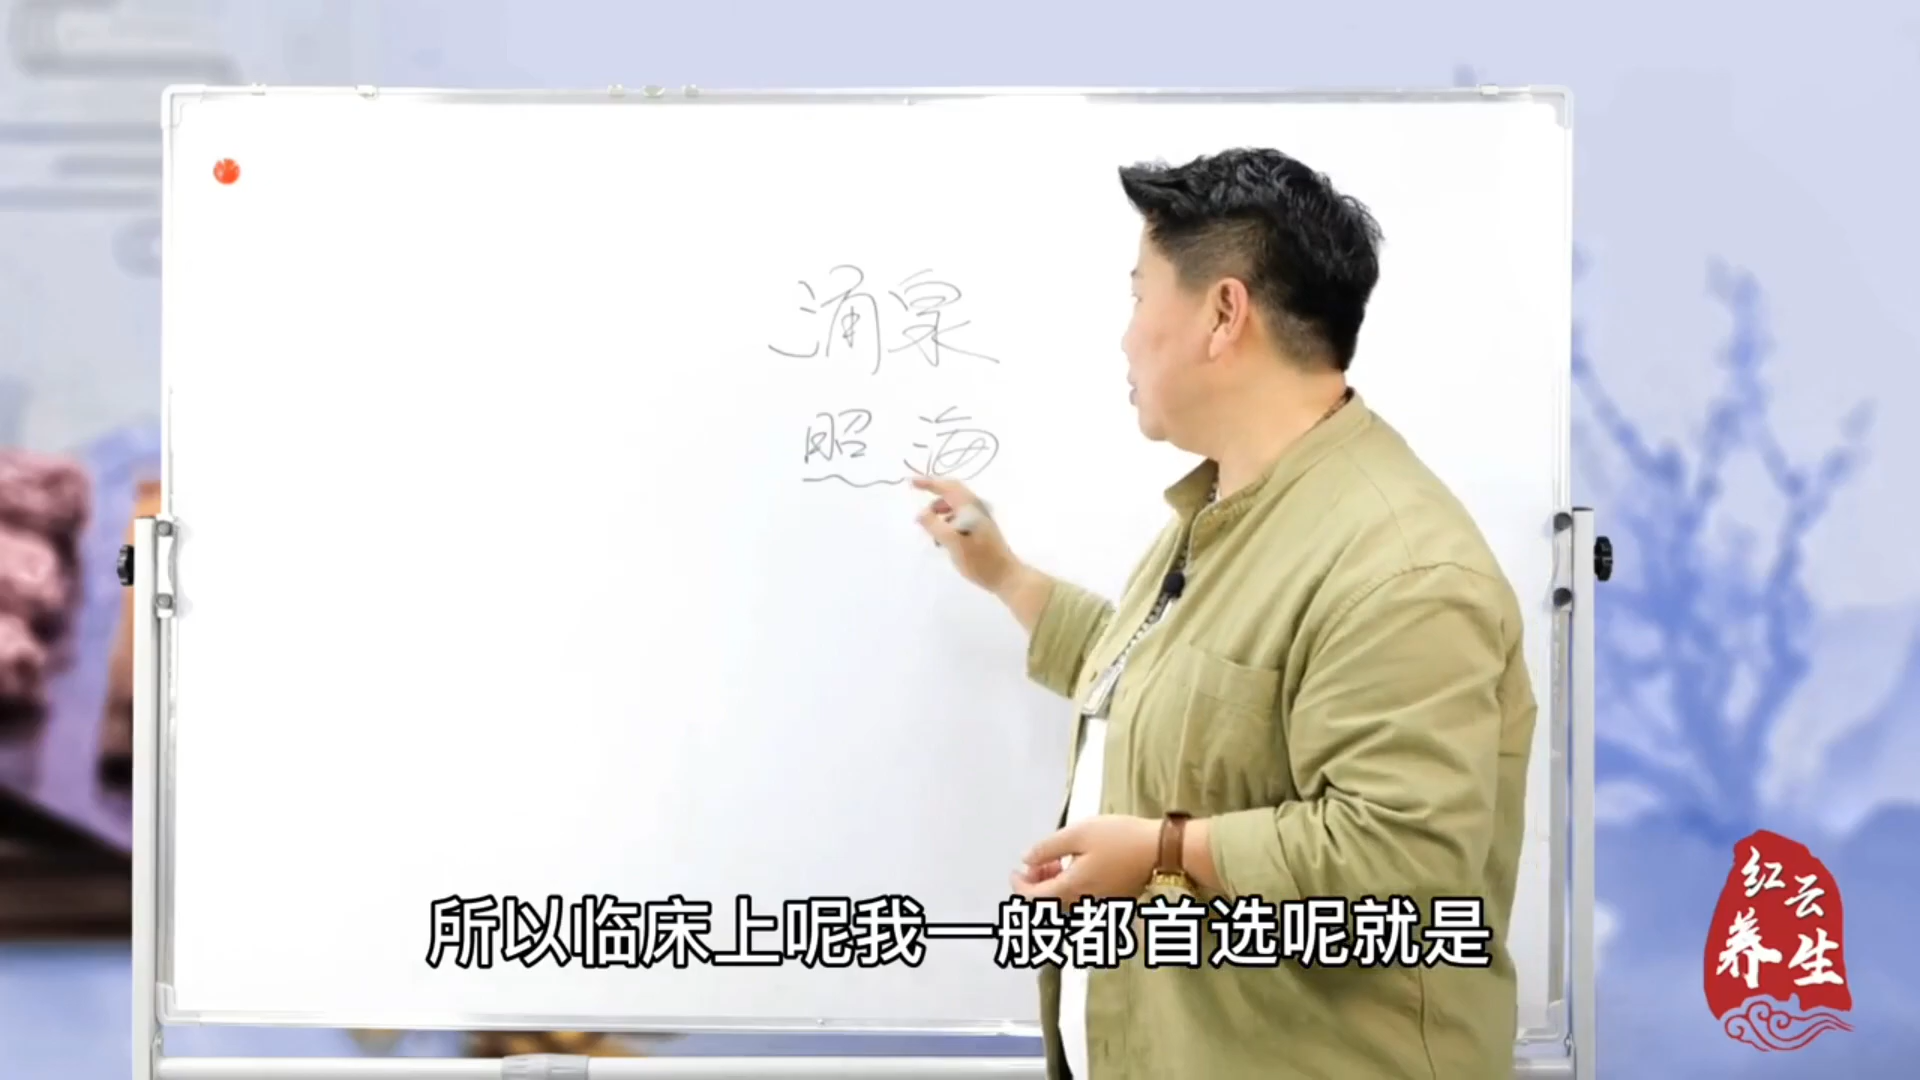 涌泉
照海
所以临床上呢我一般都首选呢就是
红云
养生